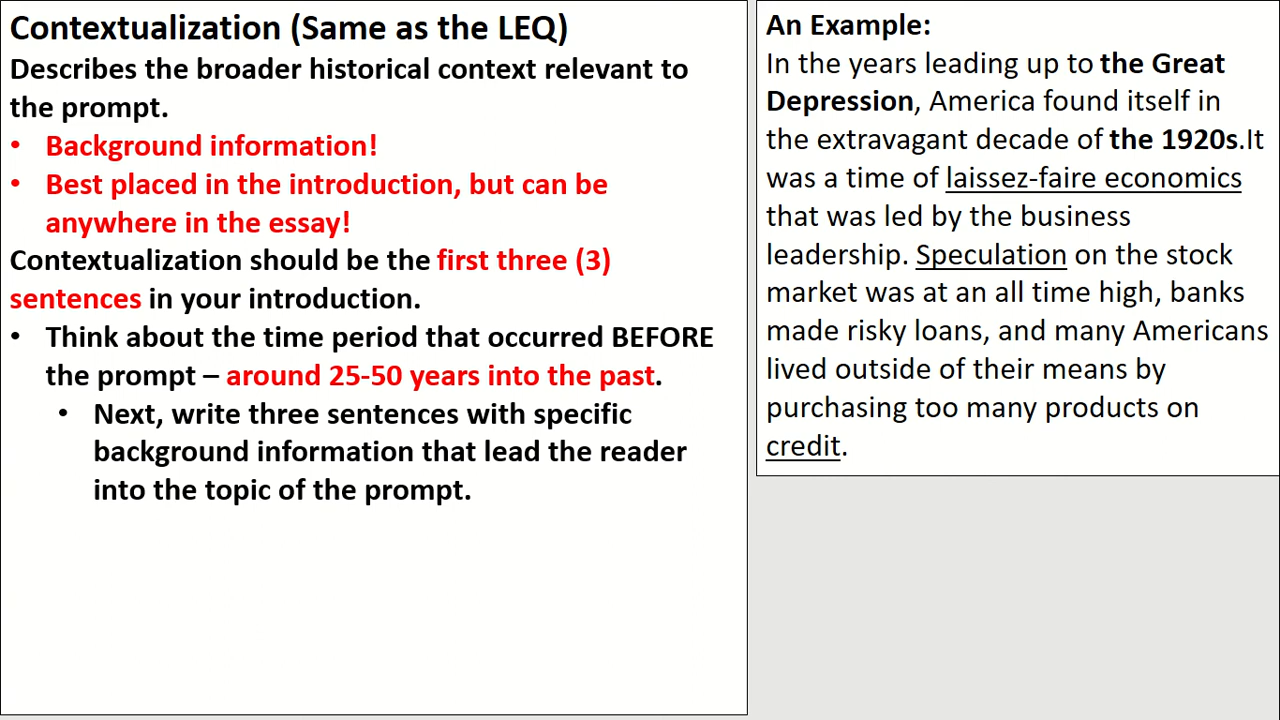 Contextualization (Same as the LEQ)
Describes the broader historical context relevant to
the prompt.
• Background information!
• Best placed in the introduction, but can be
anywhere in the essay!
Contextualization should be the first three (3)
sentences in your introduction.
• Think about the time period that occurred BEFORE
the prompt – around 25-50 years into the past.
• Next, write three sentences with specific
background information that lead the reader
into the topic of the prompt.
An Example:
In the years leading up to the Great
Depression, America found itself in
the extravagant decade of the 1920s.It
was a time of laissez-faire economics
that was led by the business
leadership. Speculation on the stock
market was at an all time high, banks
made risky loans, and many Americans
lived outside of their means by
purchasing too many products on
credit.